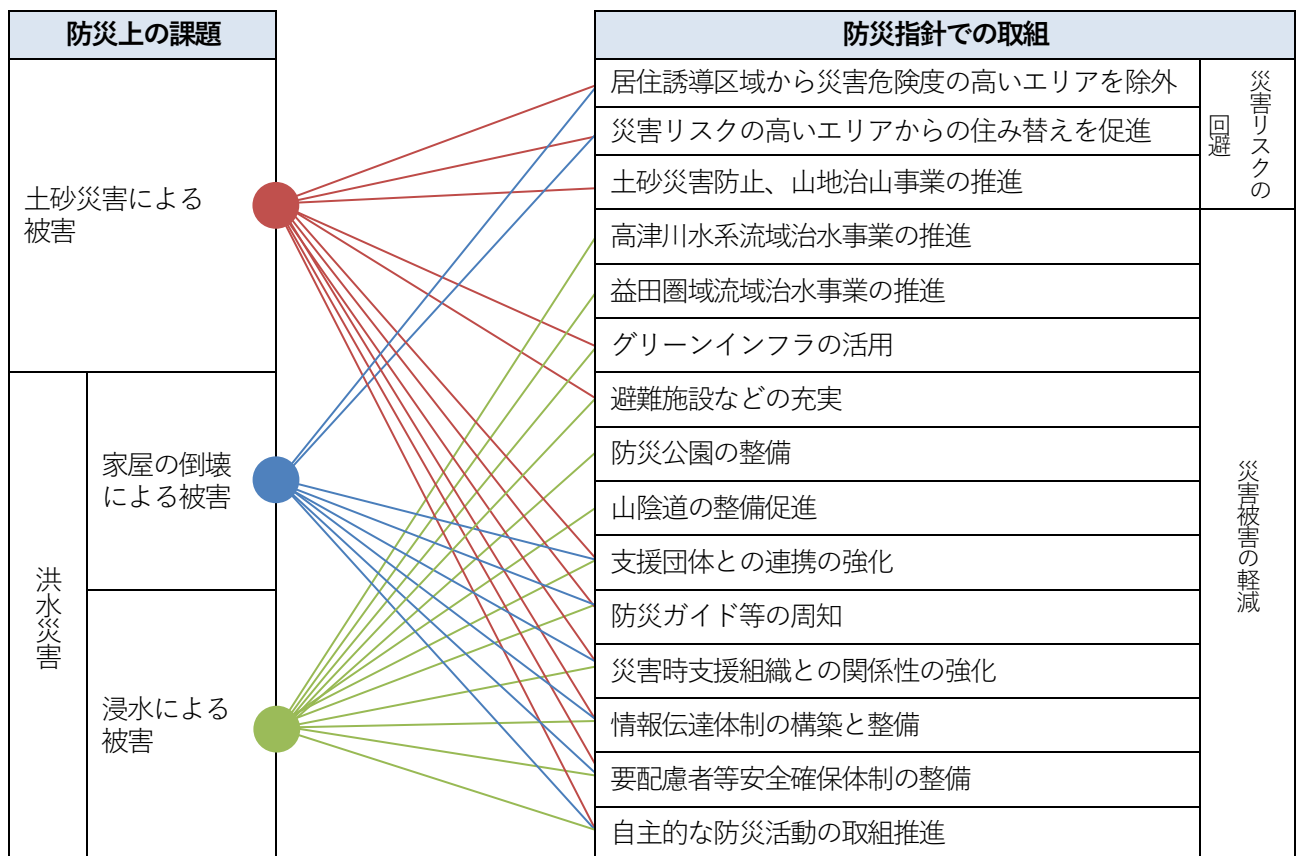 防災上の課題
土砂災害による
被害
洪水災害
家屋の倒壊
による被害
浸水による
被害
防災指針での取組
居住誘導区域から災害危険度の高いエリアを除外
災害リスクの高いエリアからの住み替えを促進
土砂災害防止、山地治山事業の推進
災害リスクの
回避
高津川水系流域治水事業の推進
益田圏域流域治水事業の推進
グリーンインフラの活用
避難施設などの充実
防災公園の整備
山陰道の整備促進
支援団体との連携の強化
防災ガイド等の周知
災害時支援組織との関係性の強化
情報伝達体制の構築と整備
要配慮者等安全確保体制の整備
自主的な防災活動の取組推進
災害被害の軽減